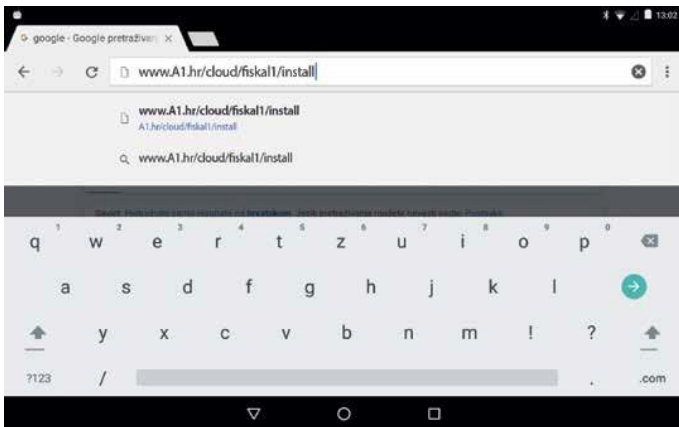 13:02
google - Google pretraživanj
www.A1.hr/cloud/fiskal1/install
www.A1.hr/cloud/fiskal1/install
A1.hr/cloud/fiskal1/install
www.A1.hr/cloud/fiskal1/install
1 2 3 4 5 6 7 8 9 0
q w e r t z u i o p
a s d f g h j k l
y x c v b n m ! ?
?123 / . .com